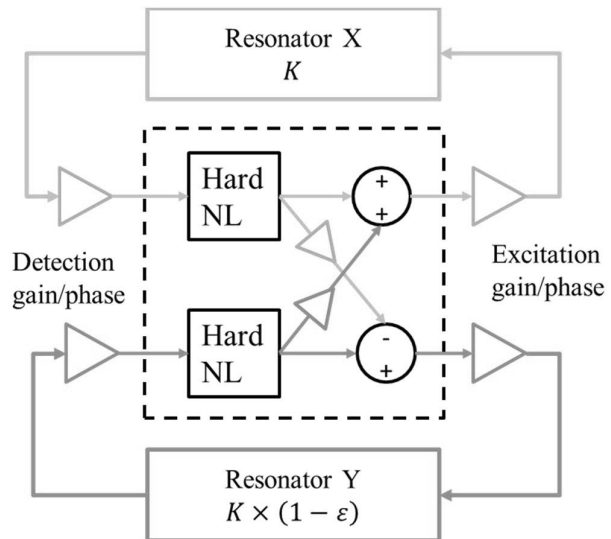 Resonator X
K
Hard
NL
+
+
Detection
gain/phase
Excitation
gain/phase
Hard
NL
-
+
Resonator Y
K × (1 − ε)